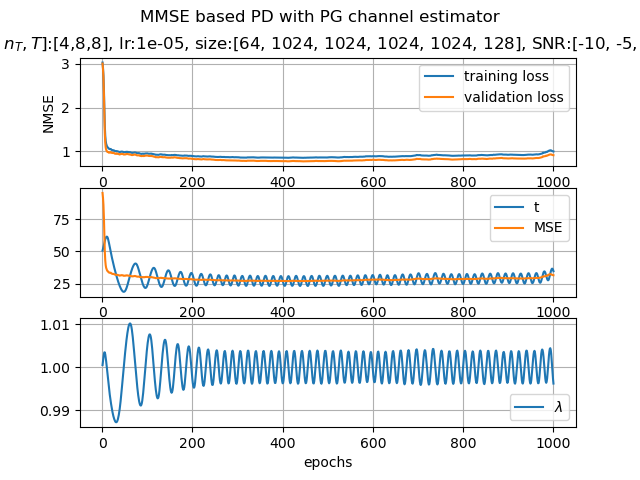 MMSE based PD with PG channel estimator
n_T, T]:[4,8,8], lr:1e-05, size:[64, 1024, 1024, 1024, 1024, 128], SNR:[-10, -5,
3
2
1
NMSE
training loss
validation loss
0 200 400 600 800 1000
75
50
25
t
MSE
0 200 400 600 800 1000
1.01
1.00
0.99
λ
0 200 400 600 800 1000
epochs